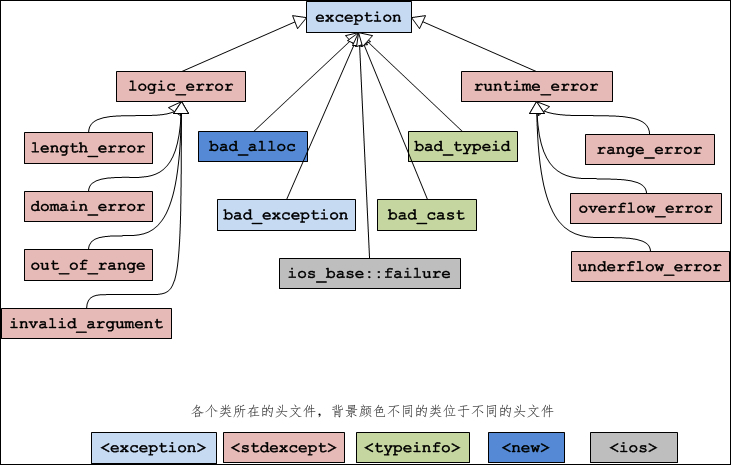 exception
logic_error
runtime_error
length_error
bad_alloc
bad_typeid
range_error
domain_error
bad_exception
bad_cast
overflow_error
out_of_range
ios_base::failure
underflow_error
invalid_argument
各个类所在的头文件，背景颜色不同的类位于不同的头文件
<exception> <stdexcept> <typeinfo> <new> <ios>